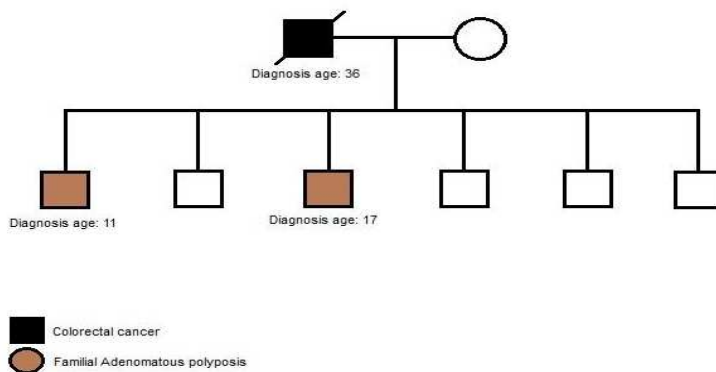 Diagnosis age: 36
Diagnosis age: 11
Diagnosis age: 17
Colorectal cancer
Familial Adenomatous polyposis